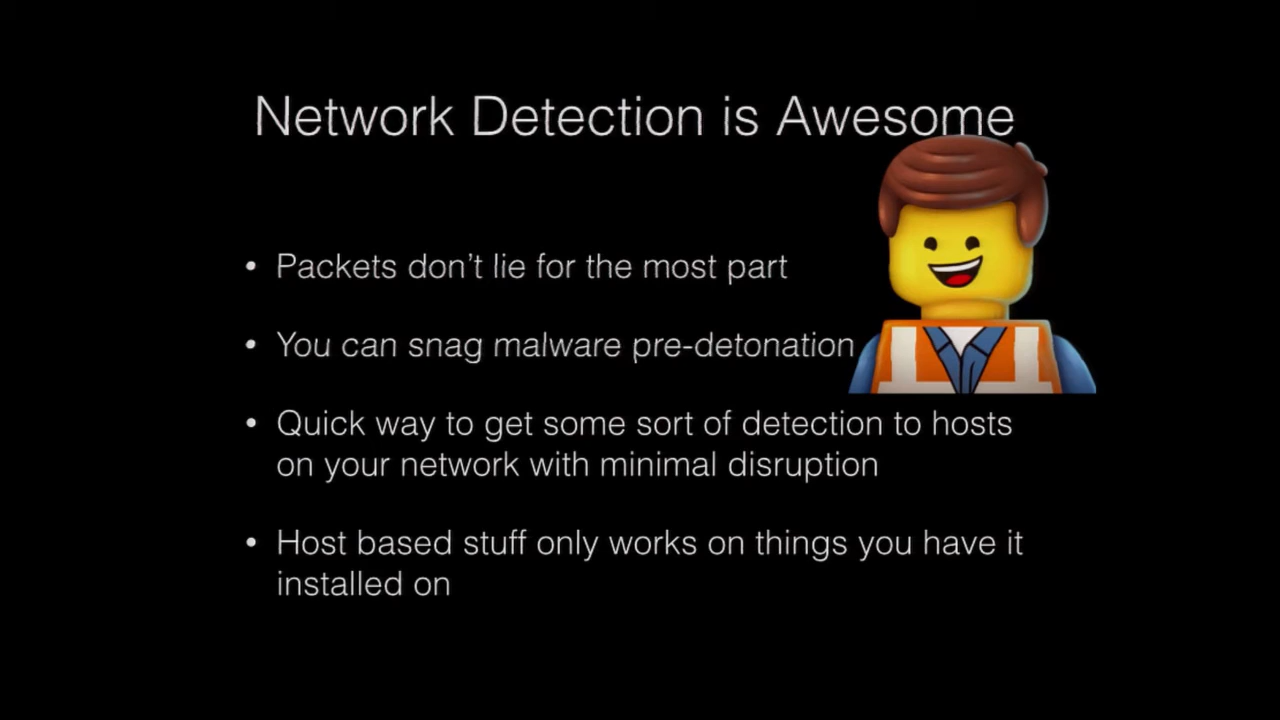 Network Detection is Awesome
• Packets don’t lie for the most part
• You can snag malware pre-detonation
• Quick way to get some sort of detection to hosts
on your network with minimal disruption
• Host based stuff only works on things you have it
installed on